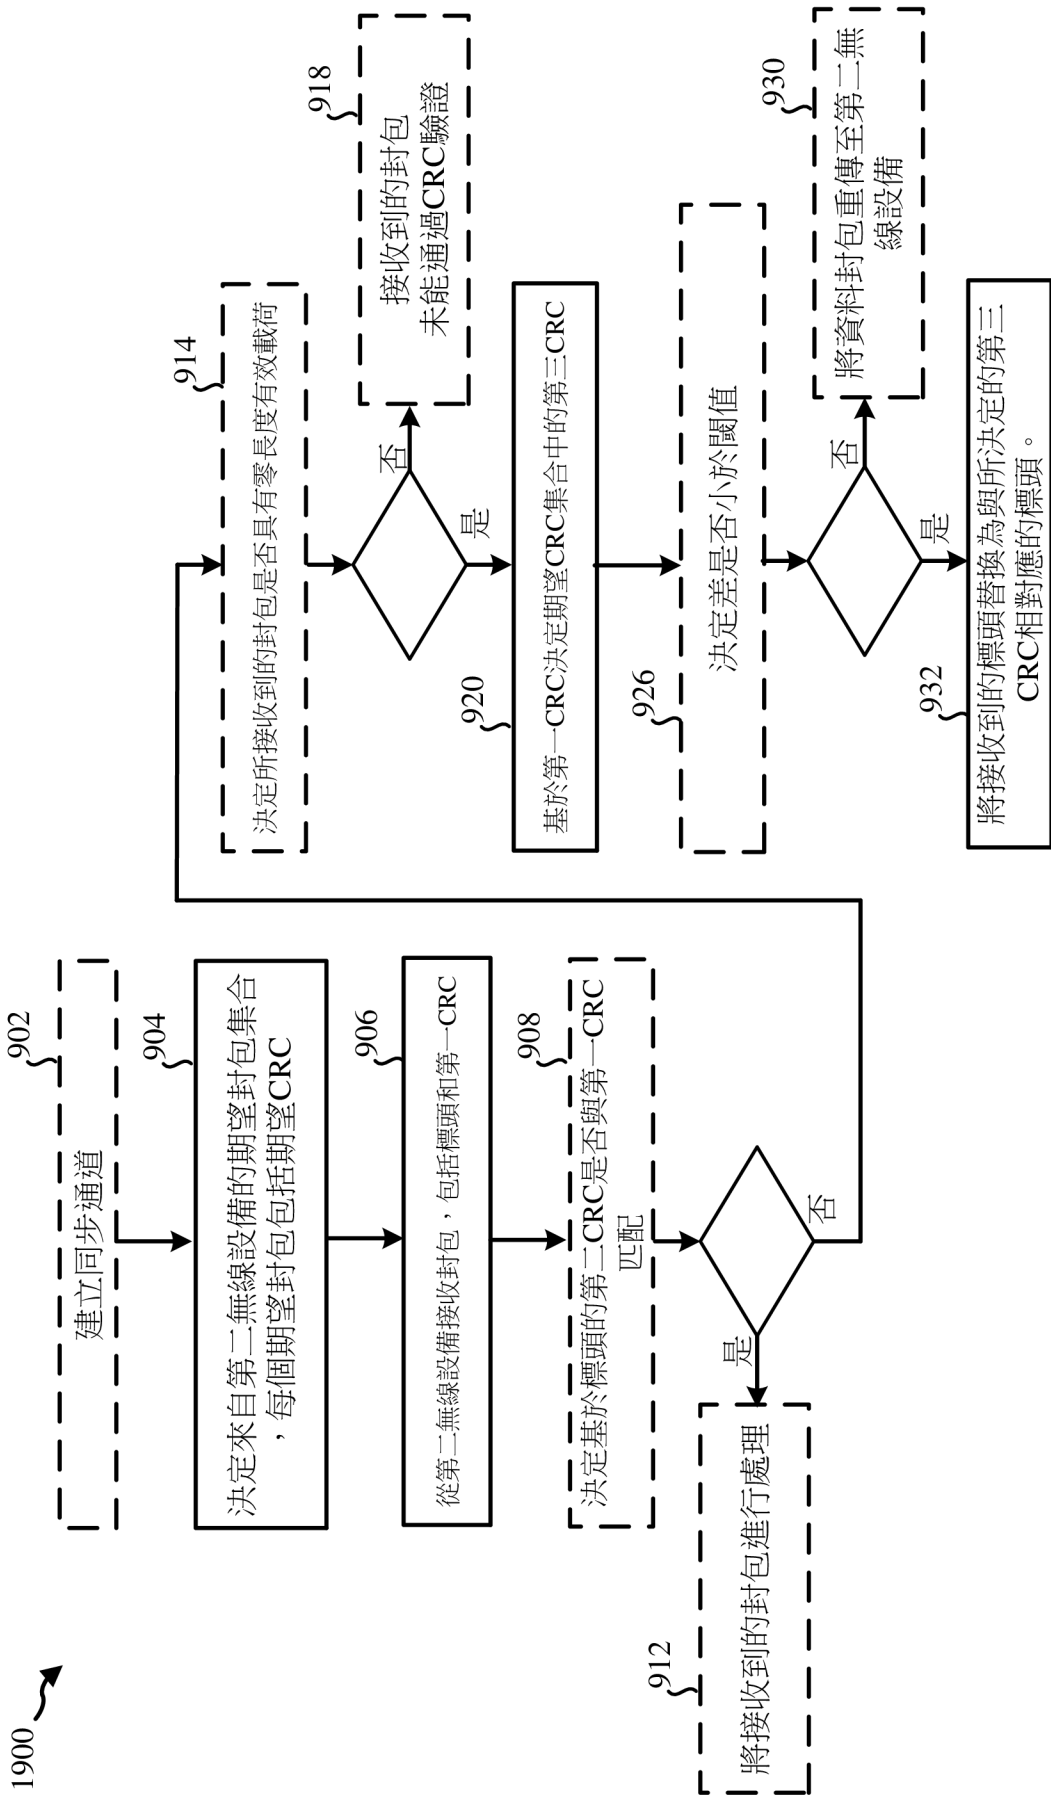 1900
902
建立同步通道
904
決定來自第二無線設備的期望封包集合
，每個期望封包包括期望CRC
906
從第二無線設備接收封包，包括標頭和第一CRC
908
決定基於標頭的第二CRC是否與第一CRC
匹配
是
否
912
將接收到的封包進行處理
914
決定所接收到的封包是否具有零長度有效載荷
否
是
918
接收到的封包
未能通過CRC驗證
920
基於第一CRC決定期望CRC集合中的第三CRC
926
決定差是否小於閾值
否
是
930
將資料封包重傳至第二無
線設備
932
將接收到的標頭替換為與所決定的第三
CRC相對應的標頭。